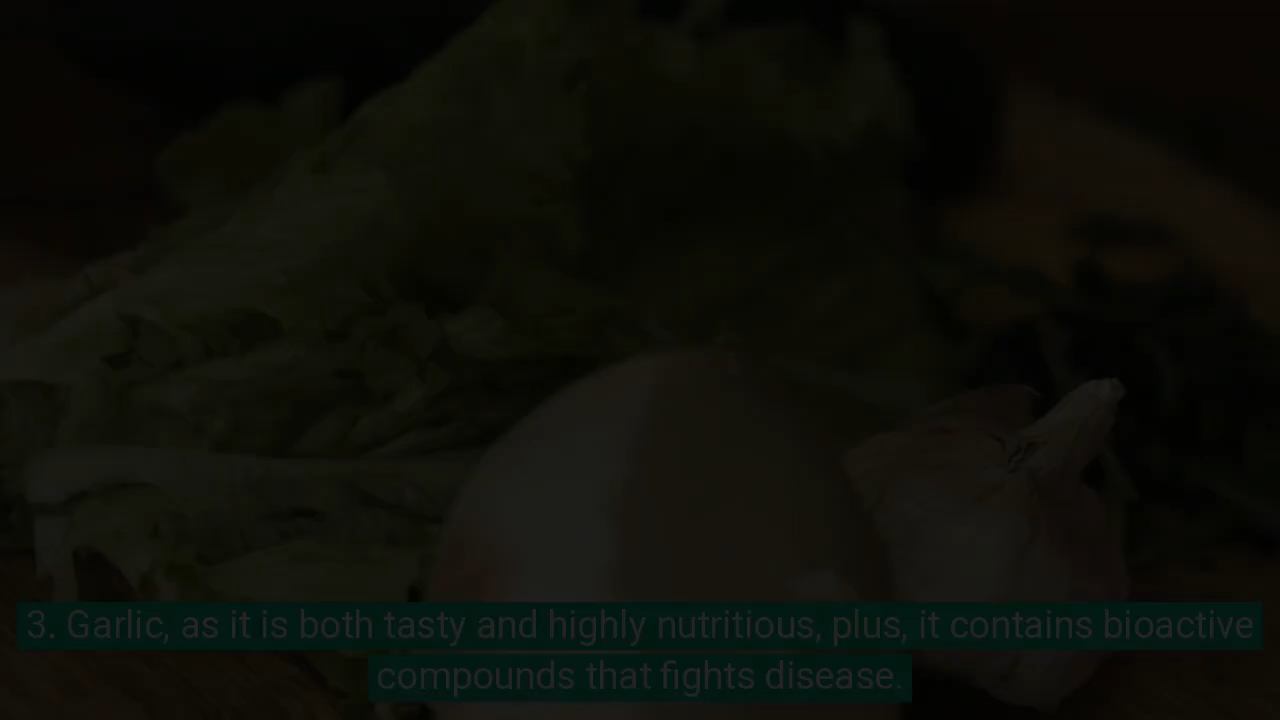 3. Garlic, as it is both tasty and highly nutritious, plus, it contains bioactive
compounds that fights disease.